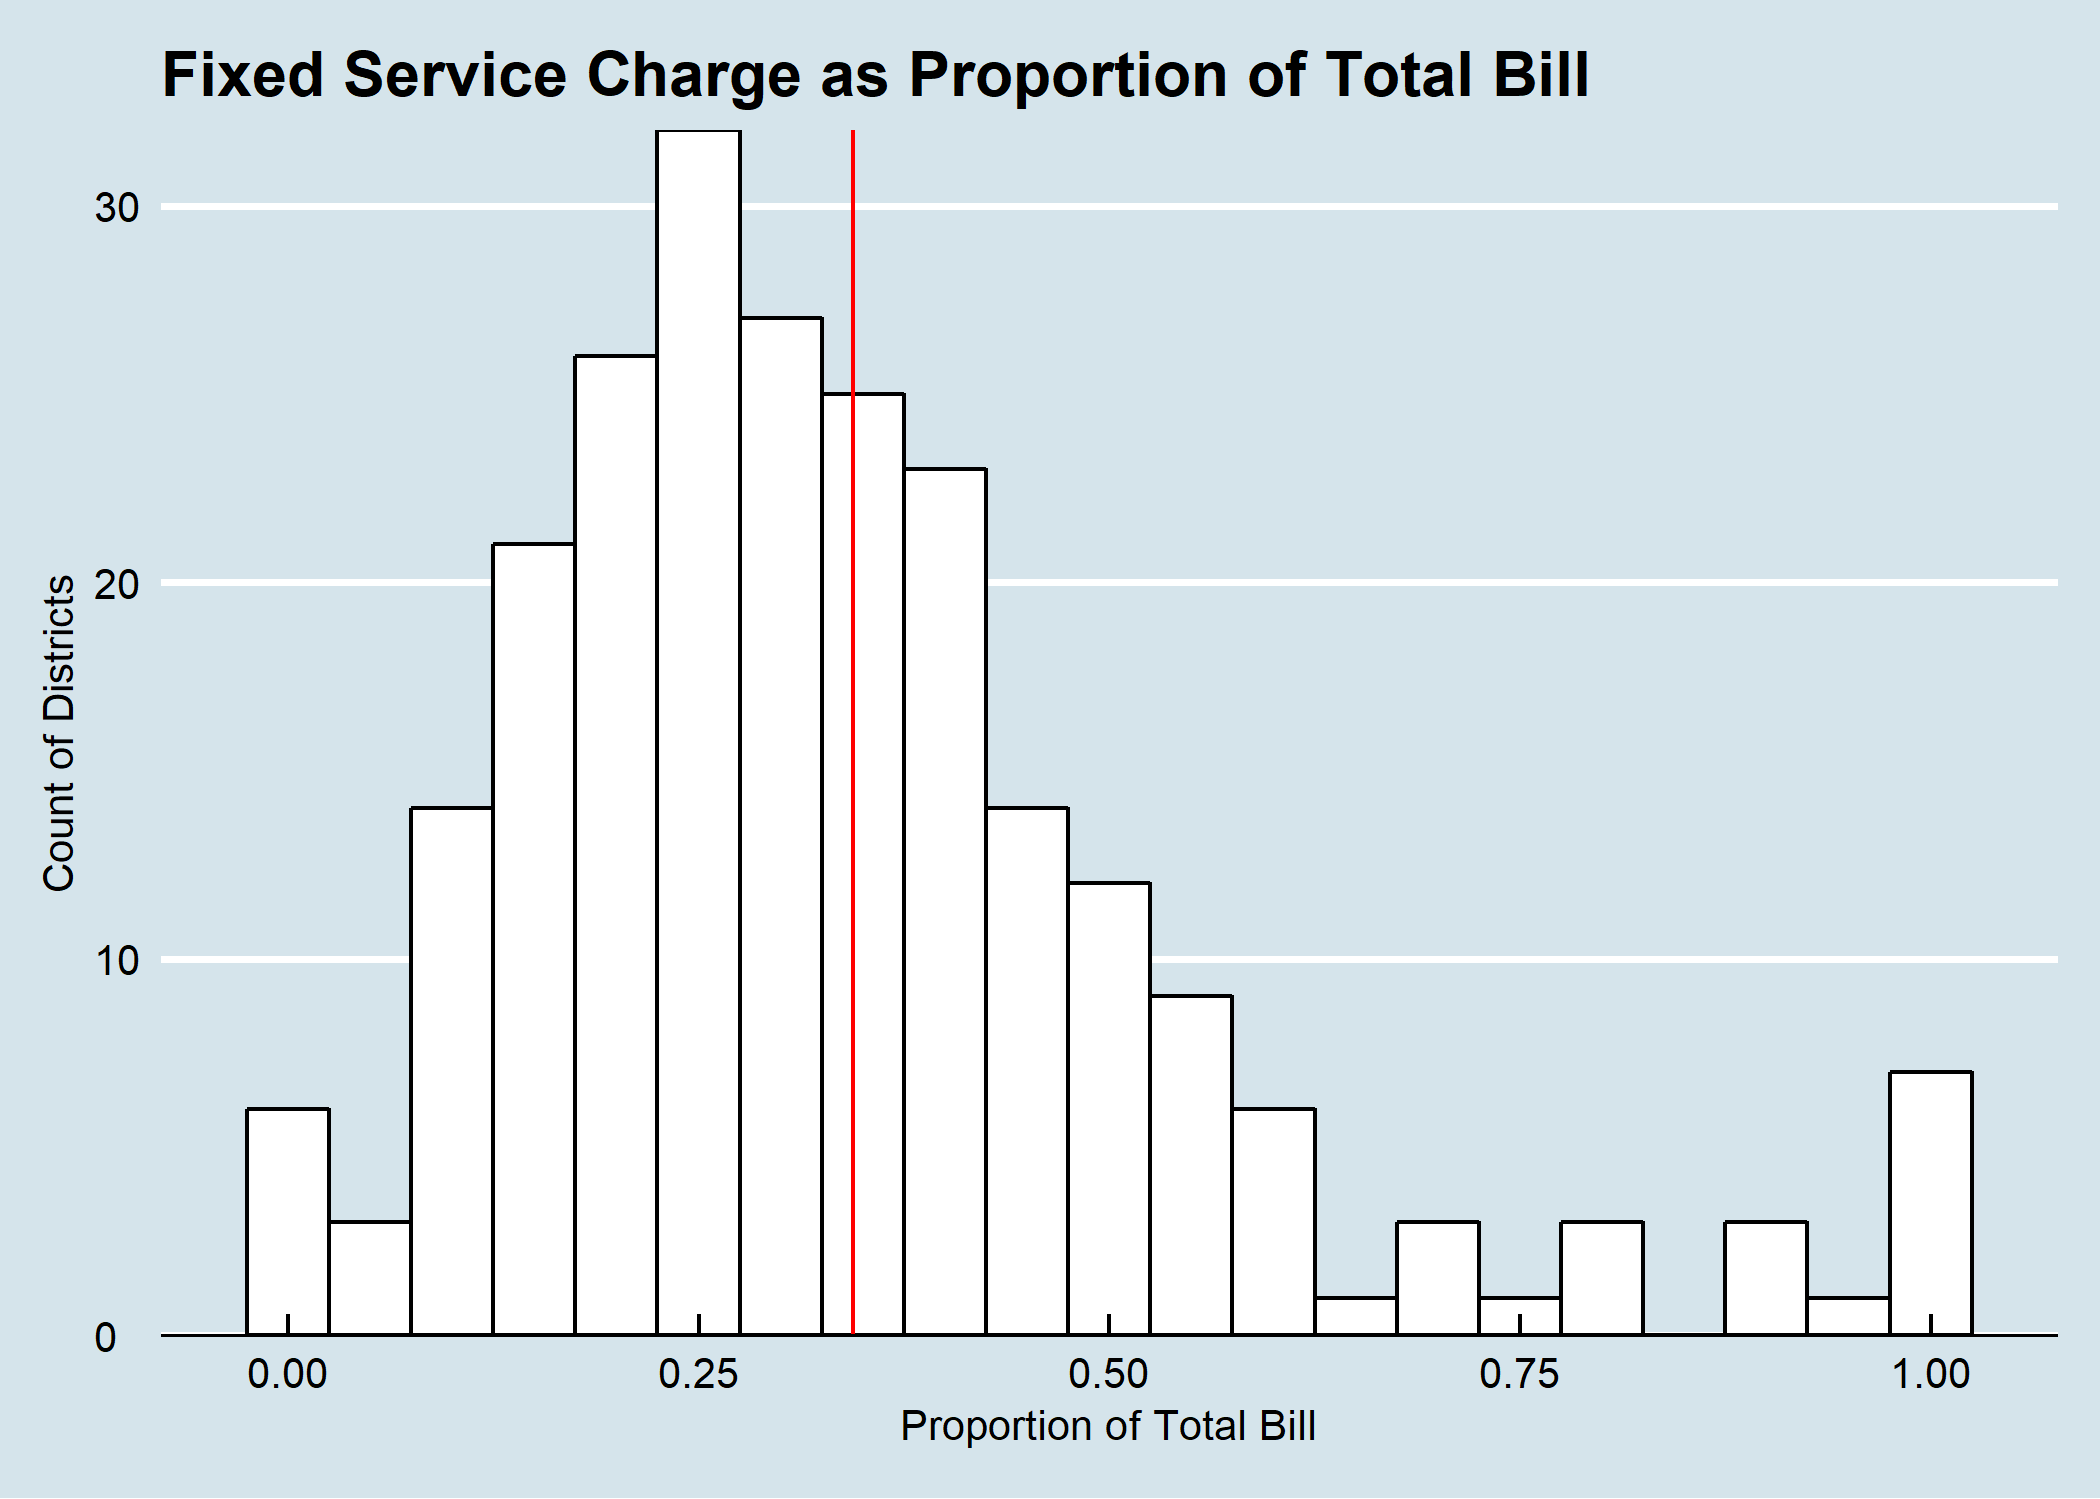 Fixed Service Charge as Proportion of Total Bill
30
20
10
0
Count of Districts
0.00 0.25 0.50 0.75 1.00
Proportion of Total Bill